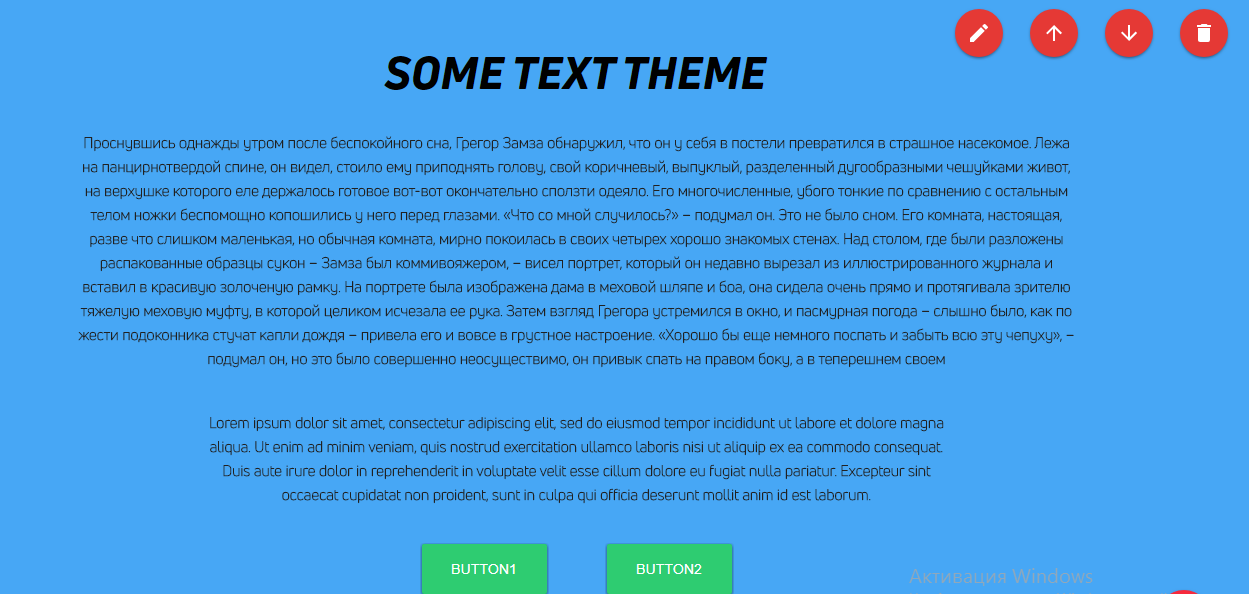 SOME TEXT THEME
Проснувшись однажды утром после беспокойного сна, Грегор Замза обнаружил, что он у себя в постели превратился в страшное насекомое. Лежа
на панцирнотвердой спине, он видел, стоило ему приподнять голову, свой коричневый, выпуклый, разделенный дугообразными чешуйками живот,
на верхушке которого еле держалось готовое вот-вот окончательно сползти одеяло. Его многочисленные, убого тонкие по сравнению с остальным
телом ножки беспомощно копошились у него перед глазами. «Что со мной случилось?» – подумал он. Это не было сном. Его комната, настоящая,
разве что слишком маленькая, но обычная комната, мирно покоилась в своих четырех хорошо знакомых стенах. Над столом, где были разложены
распакованные образцы сукон – Замза был коммивояжером, – висел портрет, который он недавно вырезал из иллюстрированного журнала и
вставил в красивую золоченую рамку. На портрете была изображена дама в меховой шляпе и боа, она сидела очень прямо и протягивала зрителю
тяжелую меховую муфту, в которой целиком исчезала ее рука. Затем взгляд Грегора устремился в окно, и пасмурная погода – слышно было, как по
жести подоконника стучат капли дождя – привела его и вовсе в грустное настроение. «Хорошо бы еще немного поспать и забыть всю эту чепуху», –
подумал он, но это было совершенно неосуществимо, он привык спать на правом боку, а в теперешнем своем
Lorem ipsum dolor sit amet, consectetur adipiscing elit, sed do eiusmod tempor incididunt ut labore et dolore magna
aliqua. Ut enim ad minim veniam, quis nostrud exercitation ullamco laboris nisi ut aliquip ex ea commodo consequat.
Duis aute irure dolor in reprehenderit in voluptate velit esse cillum dolore eu fugiat nulla pariatur. Excepteur sint
occaecat cupidatat non proident, sunt in culpa qui officia deserunt mollit anim id est laborum.
BUTTON1 BUTTON2
Активация Windows